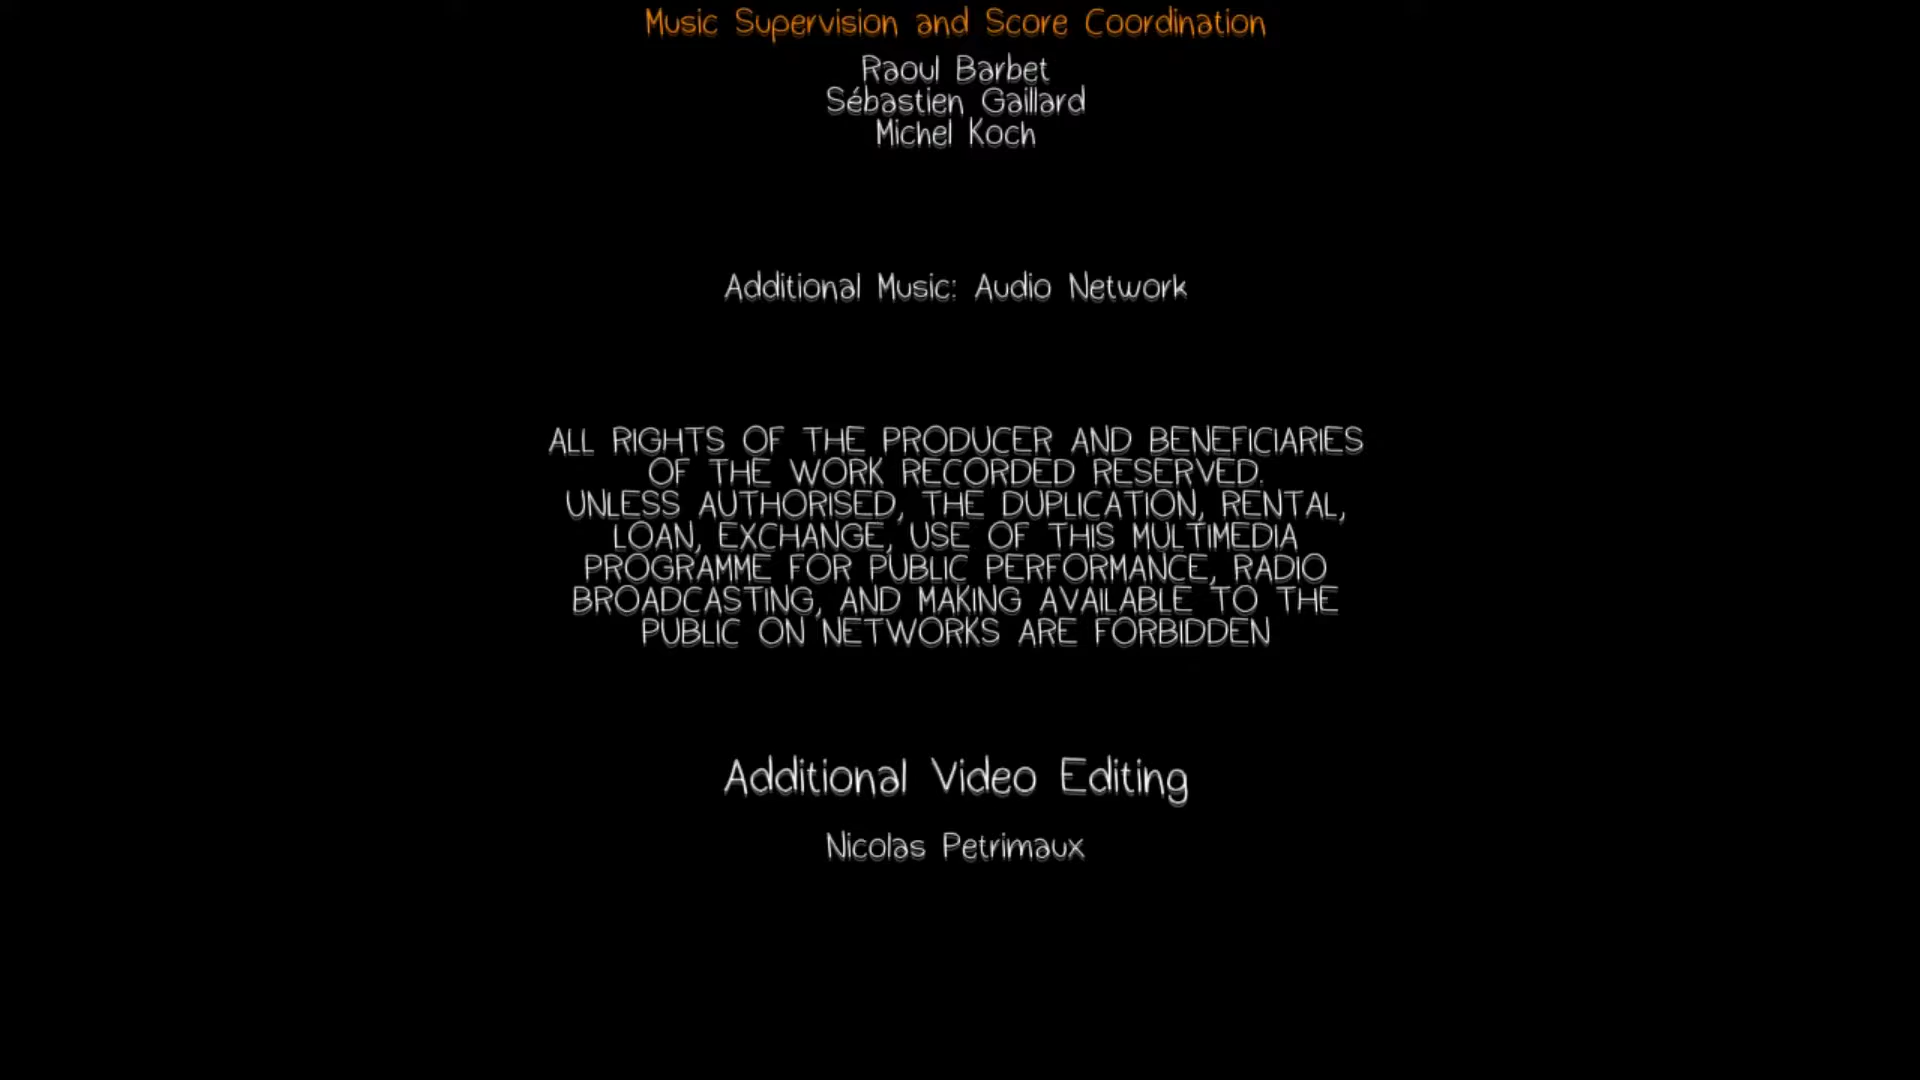 Music Supervision and Score Coordination
Raoul Barbet
Sébastien Gaillard
Michel Koch
Additional Music: Audio Network
ALL RIGHTS OF THE PRODUCER AND BENEFICIARIES
OF THE WORK RECORDED RESERVED.
UNLESS AUTHORISED, THE DUPLICATION, RENTAL,
LOAN, EXCHANGE, USE OF THIS MULTIMEDIA
PROGRAMME FOR PUBLIC PERFORMANCE, RADIO
BROADCASTING, AND MAKING AVAILABLE TO THE
PUBLIC ON NETWORKS ARE FORBIDDEN
Additional Video Editing
Nicolas Petrimaux